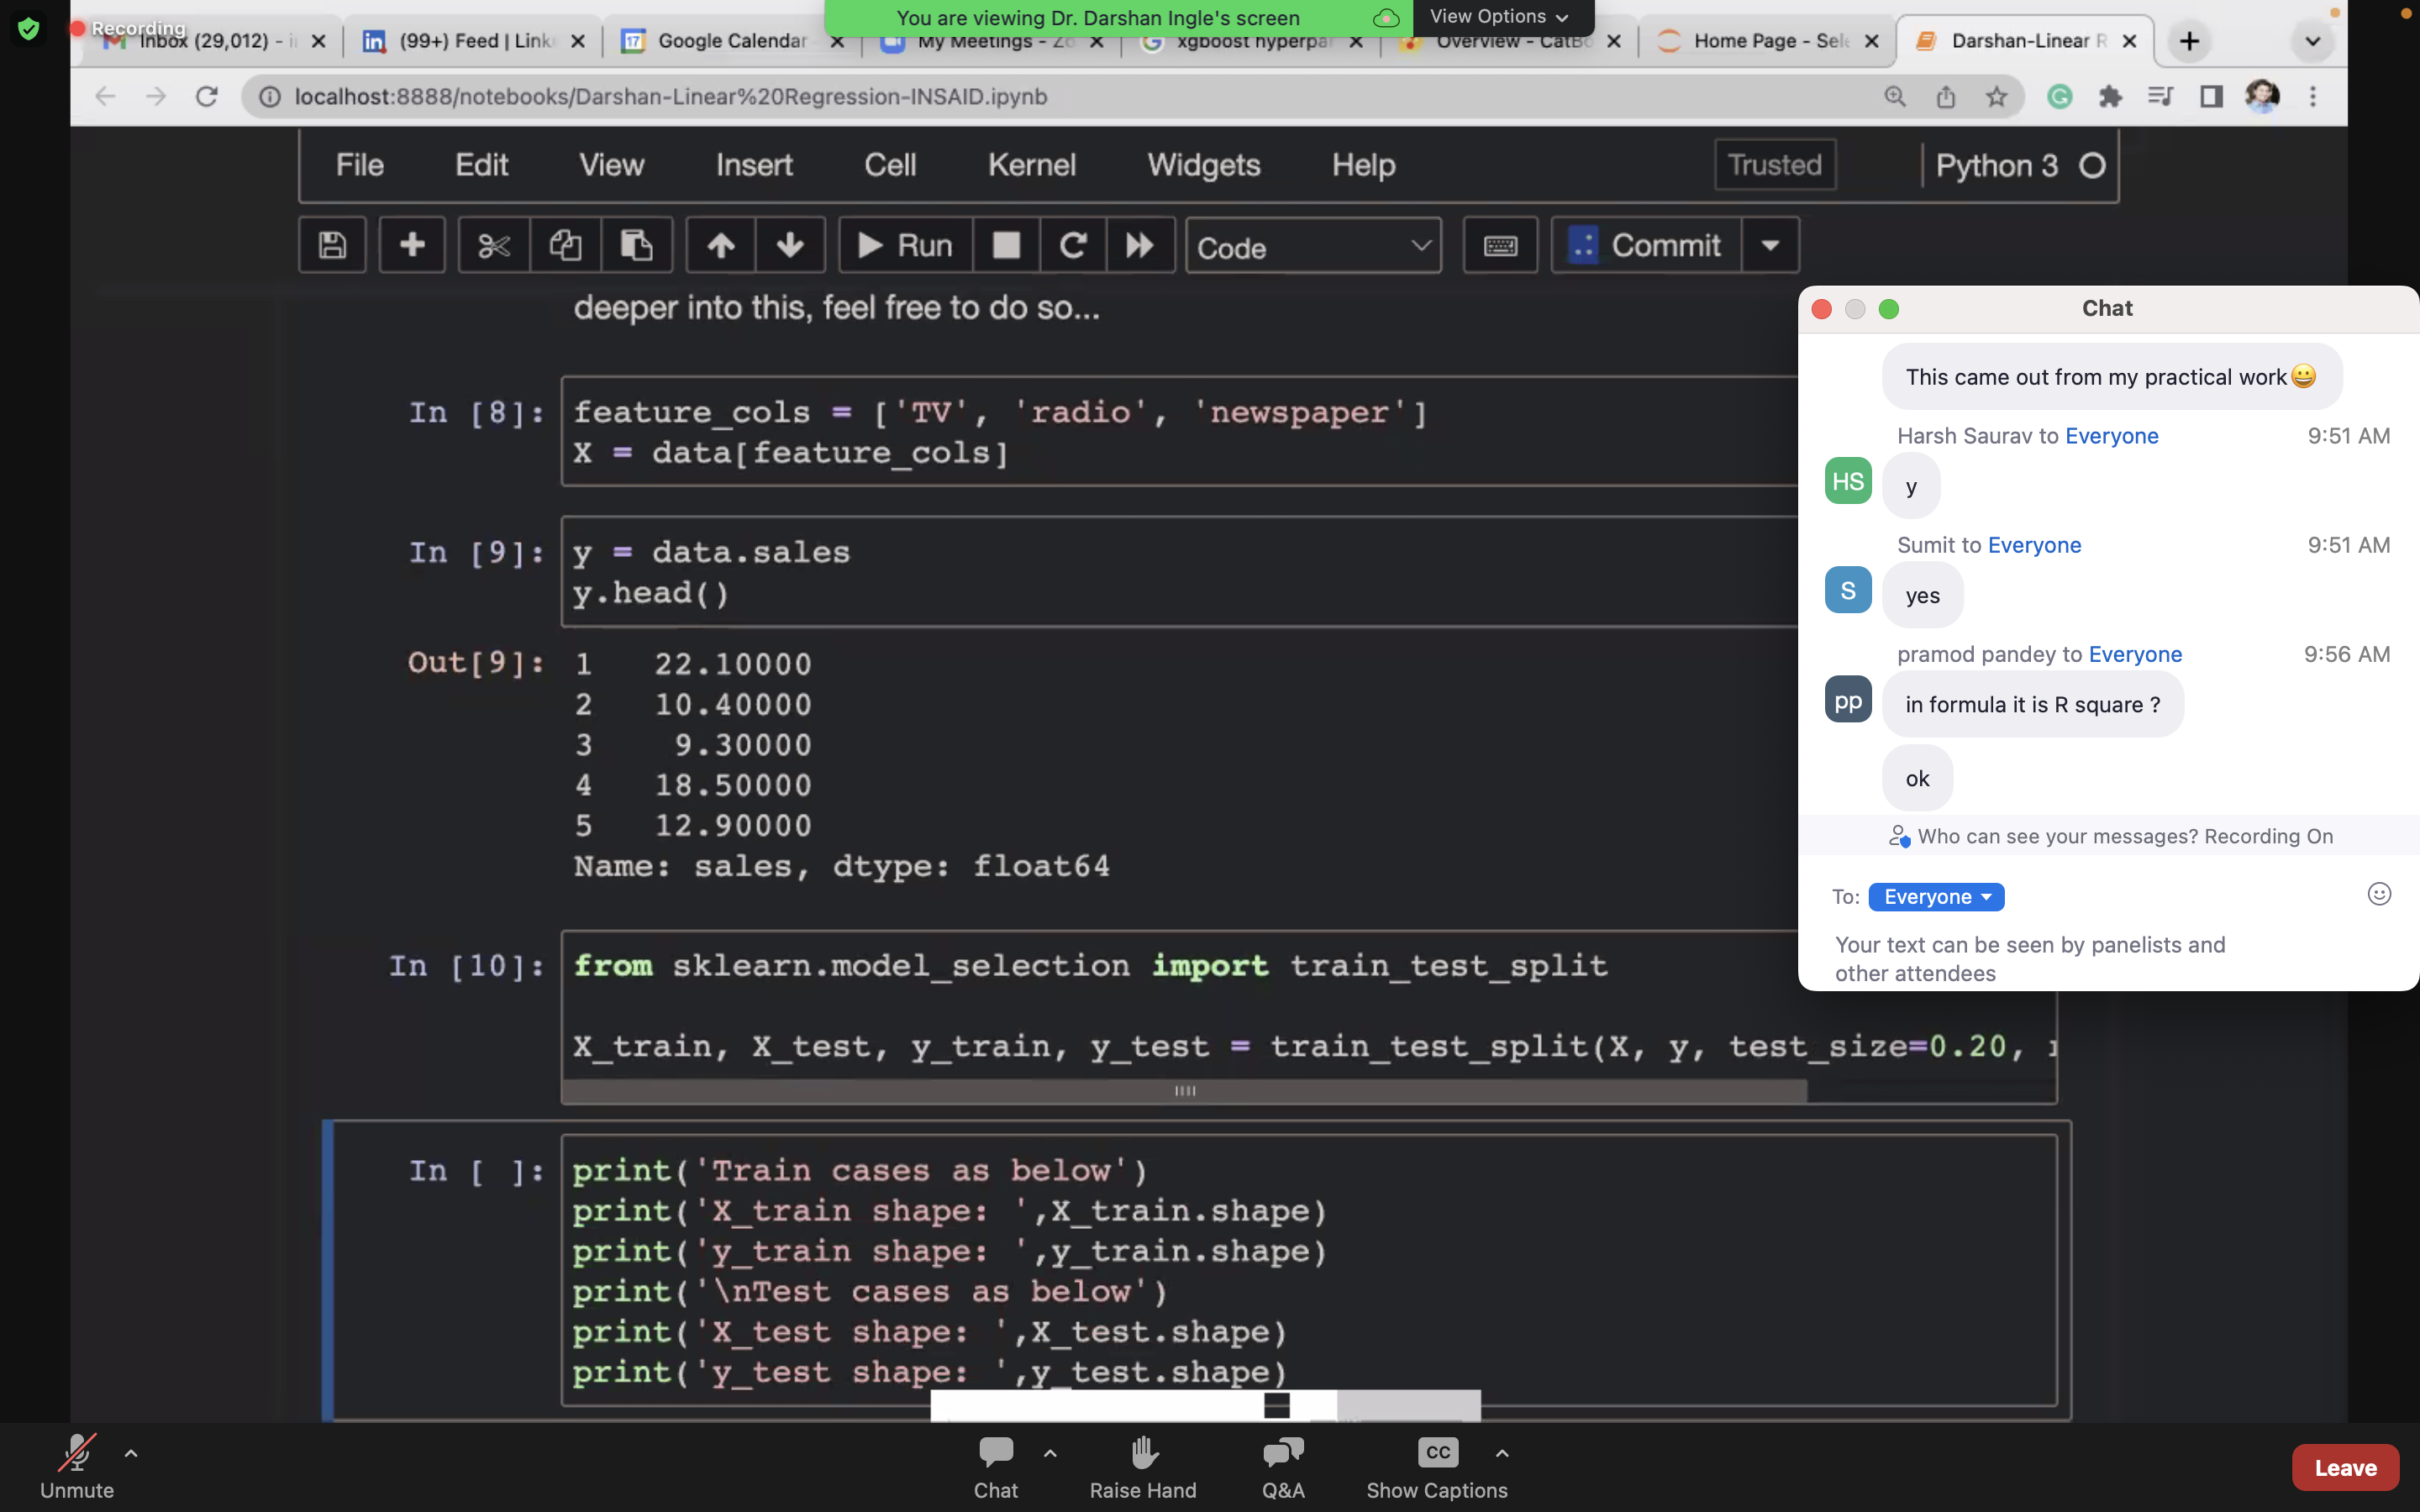 Recording
You are viewing Dr. Darshan Ingle's screen
View Options
Inbox (29,012) - i
(99+) Feed | Link
Google Calendar
My Meetings - Zo
xgboost hyperpar
Overview - CatBo
Home Page - Sele
Darshan-Linear R
localhost:8888/notebooks/Darshan-Linear%20Regression-INSAID.ipynb
File Edit View Insert Cell Kernel Widgets Help Trusted Python 3
Run Code Commit
deeper into this, feel free to do so...
In [8]: feature_cols = ['TV', 'radio', 'newspaper']
X = data[feature_cols]
In [9]: y = data.sales
y.head()
Out[9]: 1 22.10000
2 10.40000
3 9.30000
4 18.50000
5 12.90000
Name: sales, dtype: float64
In [10]: from sklearn.model_selection import train_test_split
X_train, X_test, y_train, y_test = train_test_split(X, y, test_size=0.20,
In [ ]: print('Train cases as below')
print('X_train shape: ',X_train.shape)
print('y_train shape: ',y_train.shape)
print('\nTest cases as below')
print('X_test shape: ',X_test.shape)
print('y_test shape: ',y_test.shape)
Chat
This came out from my practical work😀
Harsh Saurav to Everyone 9:51 AM
HS
y
Sumit to Everyone 9:51 AM
S
yes
pramod pandey to Everyone 9:56 AM
pp
in formula it is R square ?
ok
Who can see your messages? Recording On
To: Everyone
Your text can be seen by panelists and
other attendees
Unmute
Chat
Raise Hand
Q&A
CC
Show Captions
Leave